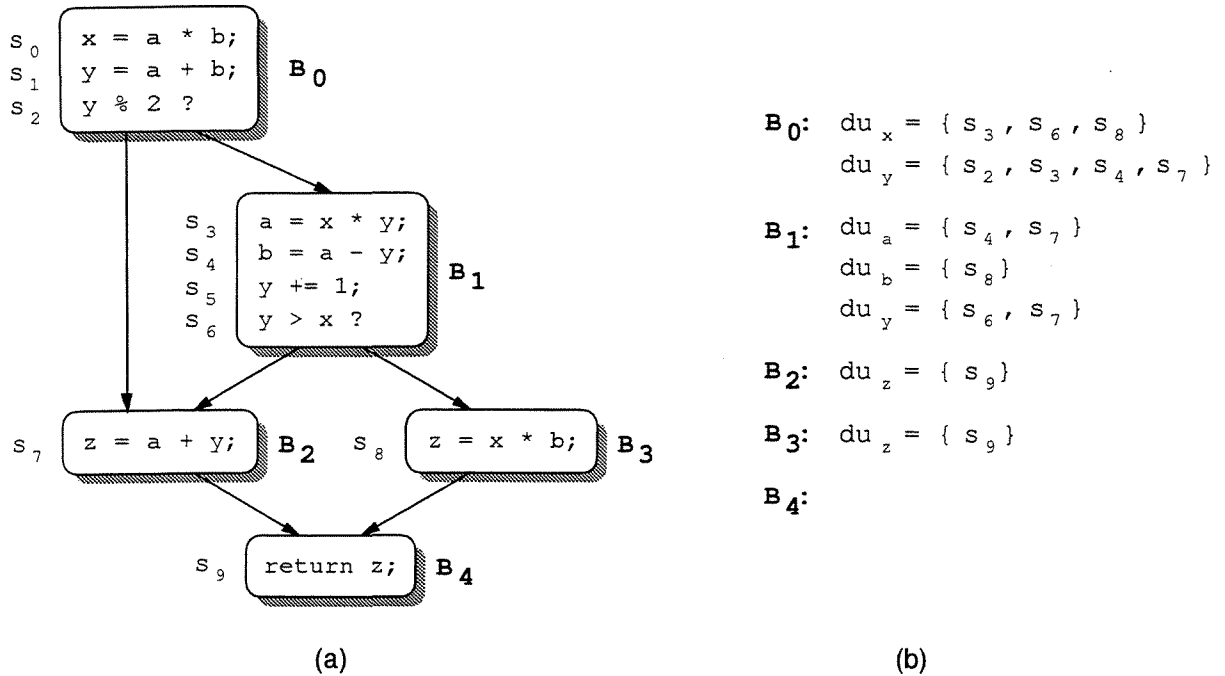 s0 x = a * b;
s1 y = a + b; B0
s2 y % 2 ?
s3 a = x * y;
s4 b = a - y; B1
s5 y += 1;
s6 y > x ?
s7 z = a + y; B2
s8 z = x * b; B3
s9 return z; B4
(a)
B0: du x = { s3 , s6 , s8 }
du y = { s2 , s3 , s4 , s7 }
B1: du a = { s4 , s7 }
du b = { s8 }
du y = { s6 , s7 }
B2: du z = { s9 }
B3: du z = { s9 }
B4:
(b)